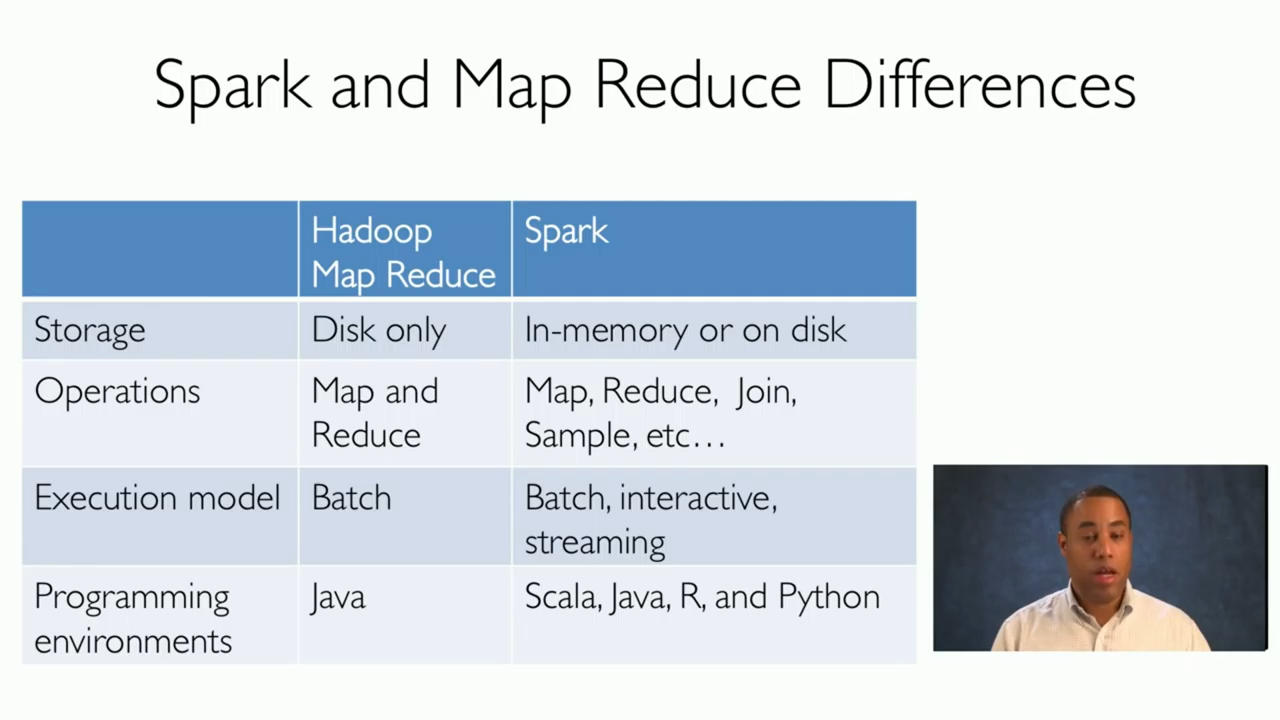 Spark and Map Reduce Differences
Hadoop
Map Reduce
Spark
Storage
Disk only
In-memory or on disk
Operations
Map and
Reduce
Map, Reduce, Join,
Sample, etc...
Execution model
Batch
Batch, interactive,
streaming
Programming
environments
Java
Scala, Java, R, and Python